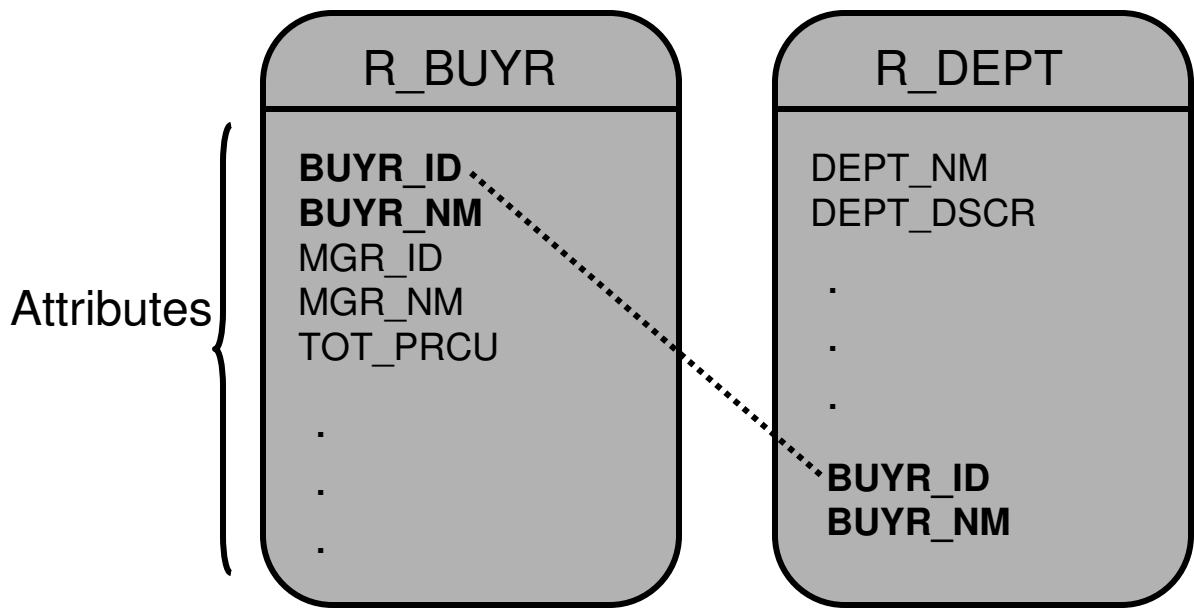 R_BUYR
BUYR_ID
BUYR_NM
MGR_ID
MGR_NM
TOT_PRCU
.
.
.
Attributes
R_DEPT
DEPT_NM
DEPT_DSCR
.
.
.
BUYR_ID
BUYR_NM